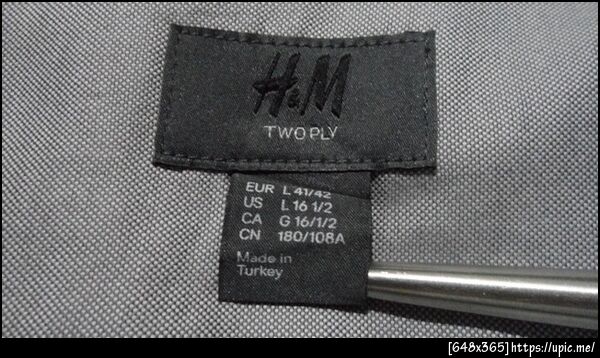 H&M
TWO PLY
EUR L 41/42
US L 16 1/2
CA G 16/1/2
CN 180/108A
Made in
Turkey
[648x365]https://upic.me/